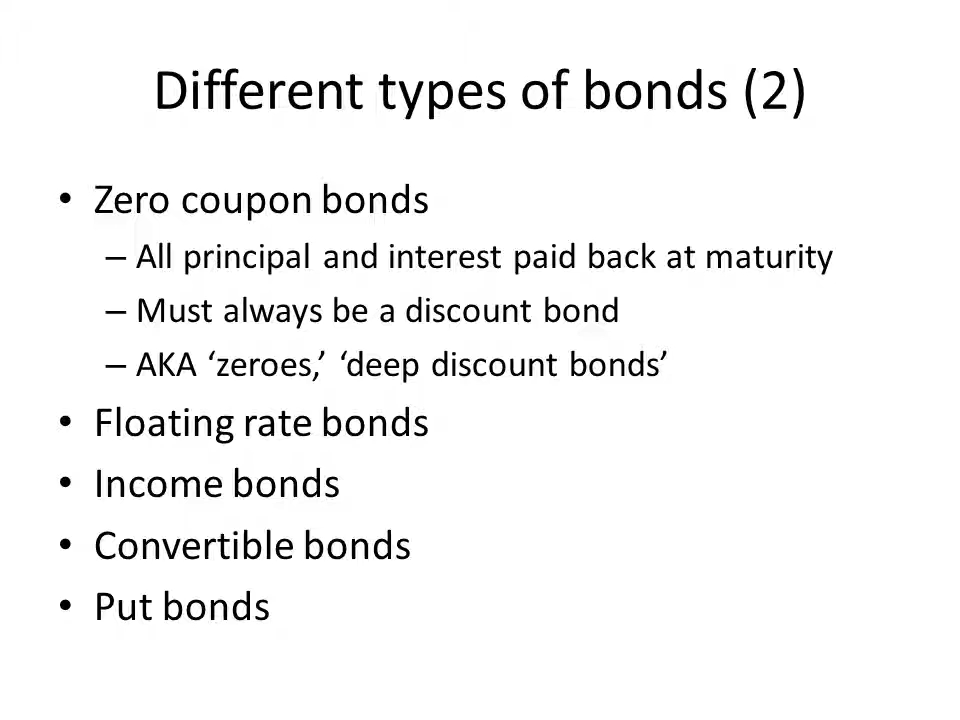 Different types of bonds (2)
• Zero coupon bonds
– All principal and interest paid back at maturity
– Must always be a discount bond
– AKA ‘zeroes,’ ‘deep discount bonds’
• Floating rate bonds
• Income bonds
• Convertible bonds
• Put bonds